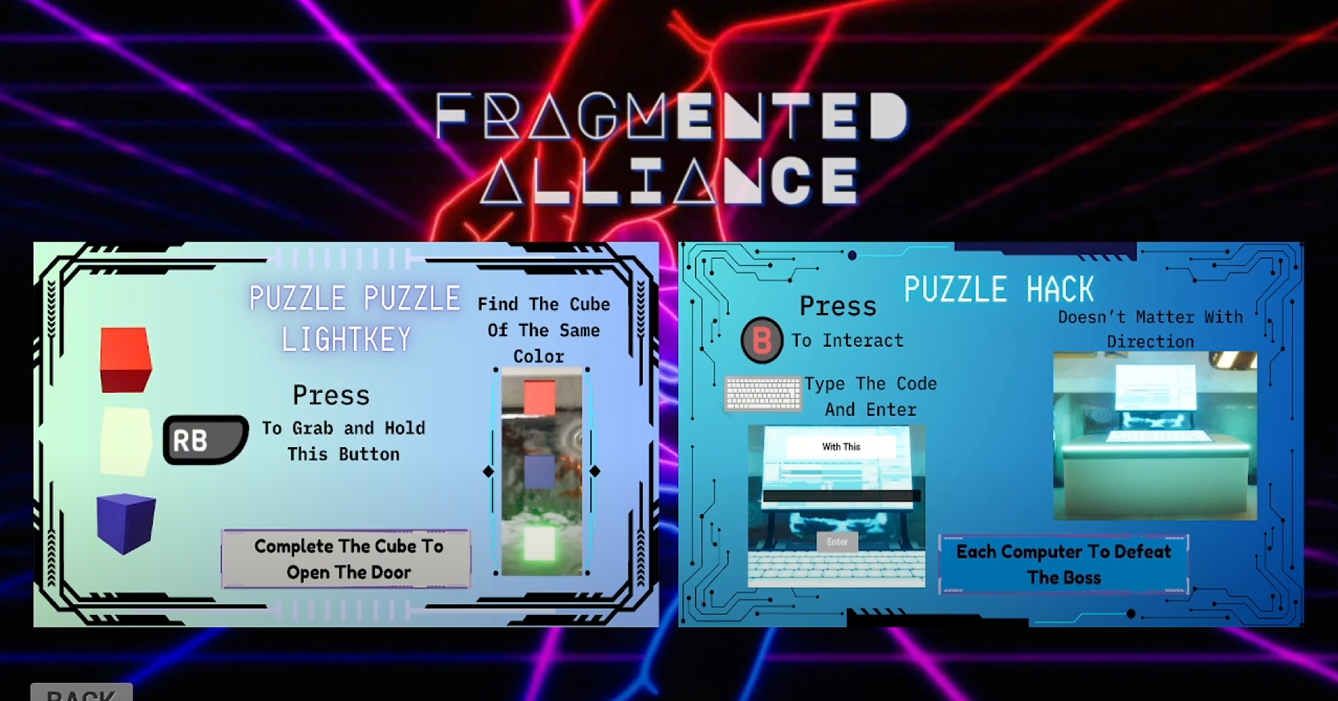 FRAGMENTED
ALLIANCE
PUZZLE PUZZLE
LIGHTKEY
Find The Cube
Of The Same
Color
Press
RB
To Grab and Hold
This Button
Complete The Cube To
Open The Door
PUZZLE HACK
Press
B
To Interact
Type The Code
And Enter
With This
Enter
Doesn't Matter With
Direction
Each Computer To Defeat
The Boss
BACK